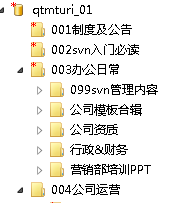 qtmturi_01
001制度及公告
002svn入门必读
003办公日常
099svn管理内容
公司模板合辑
公司资质
行政&财务
营销部培训PPT
004公司运营